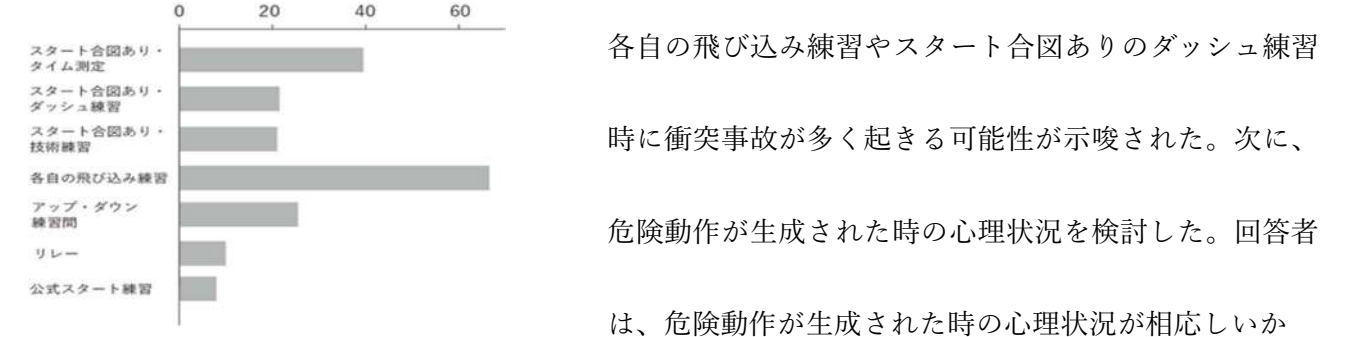 0 20 40 60
スタート合図あり・
タイム測定
スタート合図あり・
ダッシュ練習
スタート合図あり・
技術練習
各自の飛び込み練習
アップ・ダウン
練習間
リレー
公式スタート練習
各自の飛び込み練習やスタート合図ありのダッシュ練習
時に衝突事故が多く起きる可能性が示唆された。次に、
危険動作が生成された時の心理状況を検討した。回答者
は、危険動作が生成された時の心理状況が相応しいか